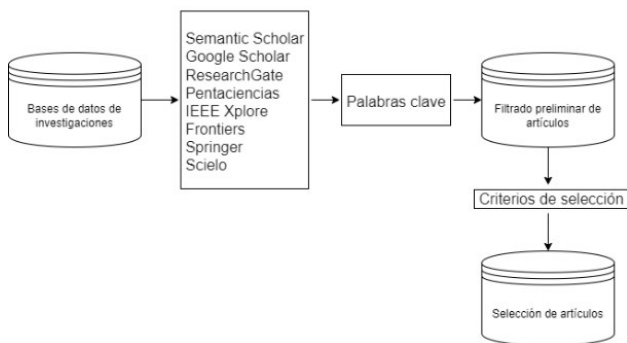 Bases de datos de
investigaciones
Semantic Scholar
Google Scholar
ResearchGate
Pentaciencias
IEEE Xplore
Frontiers
Springer
Scielo
Palabras clave
Filtrado preliminar de
artículos
Criterios de selección
Selección de artículos